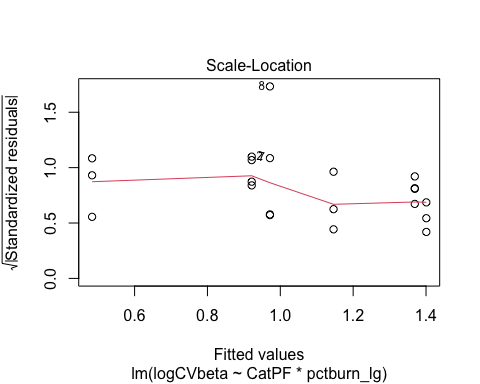 Scale-Location
√|Standardized residuals|
0.0 0.5 1.0 1.5
8
27
0.6 0.8 1.0 1.2 1.4
Fitted values
lm(logCVbeta ~ CatPF * pctburn_lg)